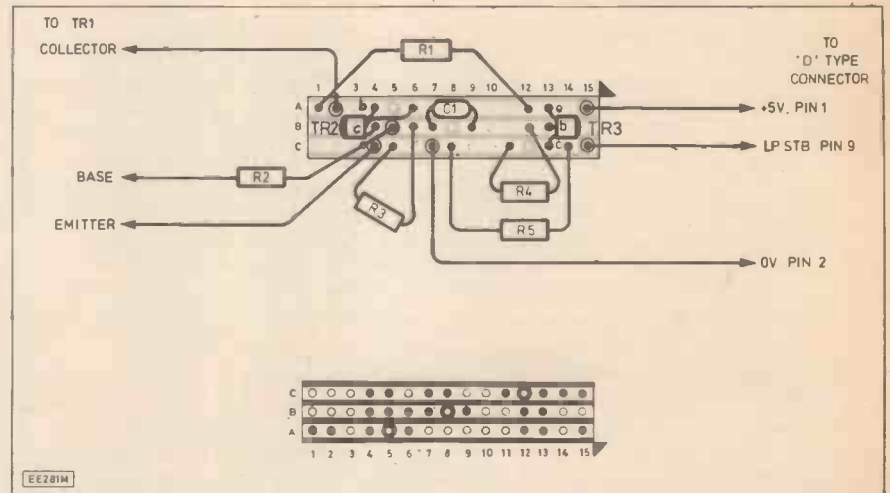 TO TR1
COLLECTOR
R1
TO
'D' TYPE
CONNECTOR
1 3 4 5 6 7 8 9 10 12 13 14 15
A
b
C1
e
+5V PIN 1
B
TR2
c
b
TR3
C
e
c
LP STB PIN 9
BASE
R2
R4
R3
R5
EMITTER
0V PIN 2
C
B
A
1 2 3 4 5 6 7 8 9 10 11 12 13 14 15
EE281M